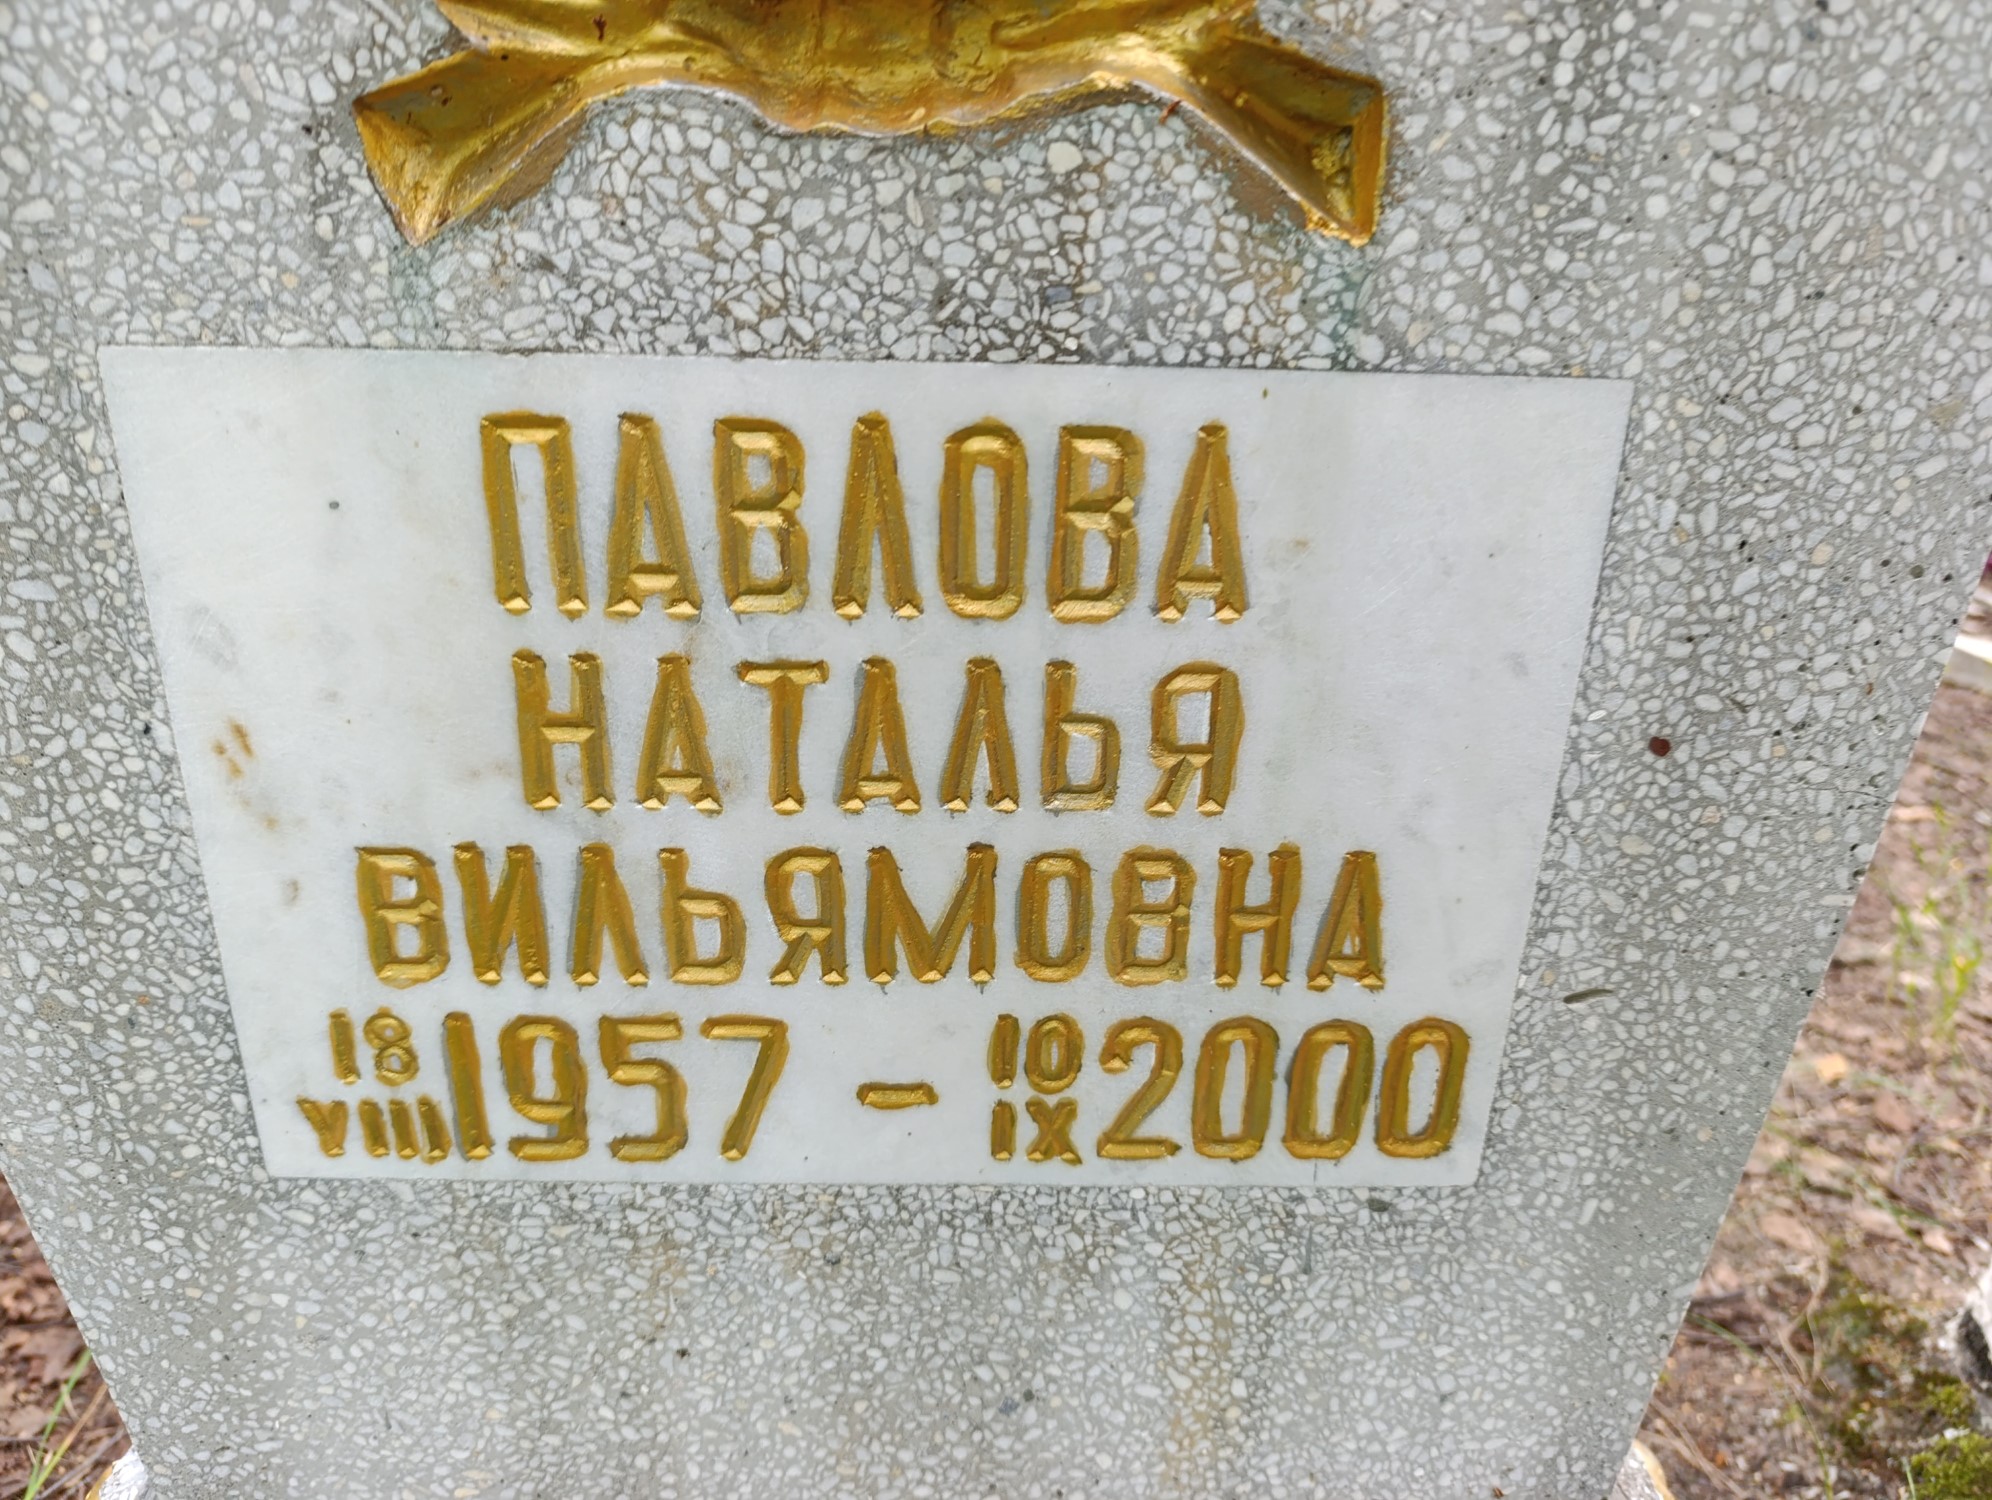 ПАВЛОВА
НАТАЛЬЯ
ВИЛЬЯМОВНА
18 VIII 1957 - 10 IX 2000